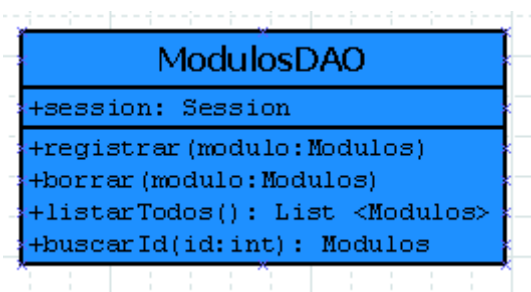 ModulosDAO
+session: Session
+registrar(modulo:Modulos)
+borrar(modulo:Modulos)
+listarTodos(): List <Modulos>
+buscarId(id:int): Modulos